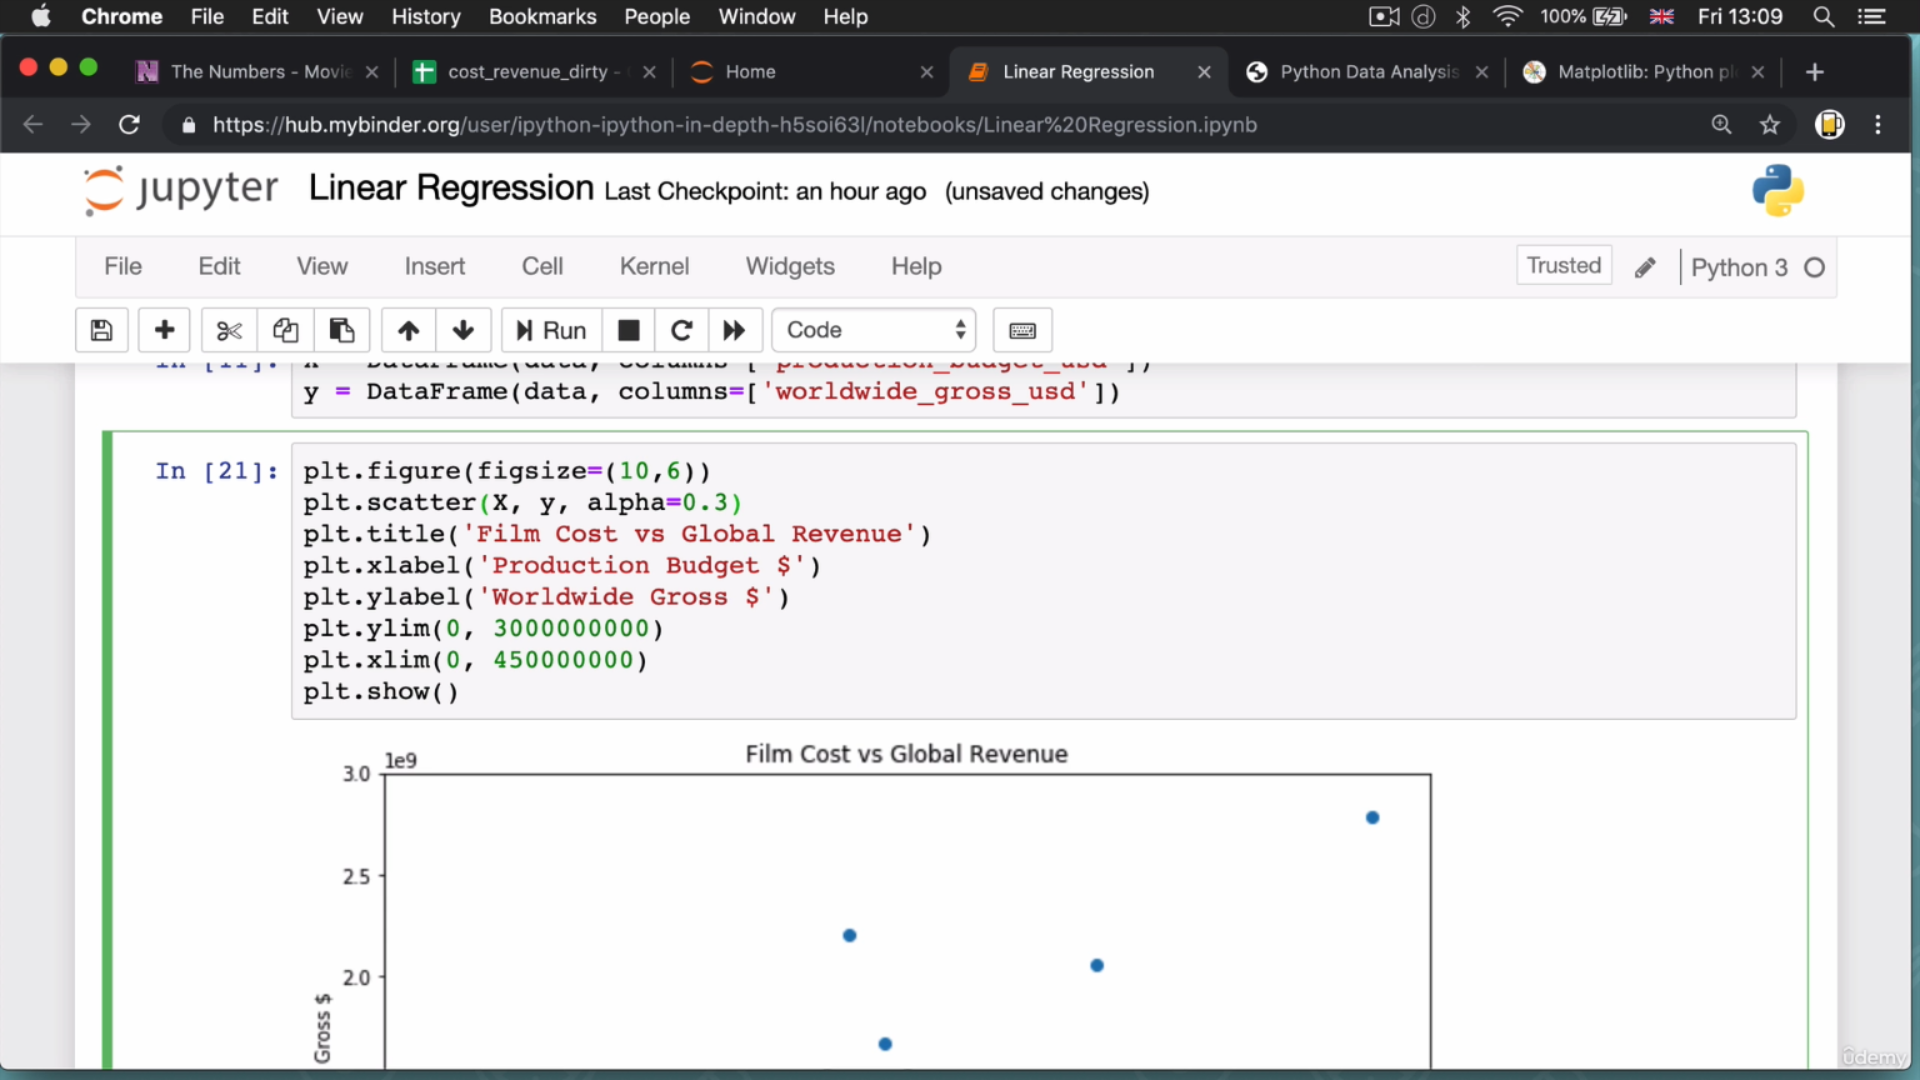 Chrome File Edit View History Bookmarks People Window Help 100% Fri 13:09
The Numbers - Movie cost_revenue_dirty - Home Linear Regression Python Data Analysis Matplotlib: Python pl
https://hub.mybinder.org/user/ipython-ipython-in-depth-h5soi63l/notebooks/Linear%20Regression.ipynb
jupyter Linear Regression Last Checkpoint: an hour ago (unsaved changes)
File Edit View Insert Cell Kernel Widgets Help Trusted Python 3
Run Code
In [11]: X = DataFrame(data, columns=['production_budget_usd'])
y = DataFrame(data, columns=['worldwide_gross_usd'])
In [21]: plt.figure(figsize=(10,6))
plt.scatter(X, y, alpha=0.3)
plt.title('Film Cost vs Global Revenue')
plt.xlabel('Production Budget $')
plt.ylabel('Worldwide Gross $')
plt.ylim(0, 3000000000)
plt.xlim(0, 450000000)
plt.show()
Film Cost vs Global Revenue
1e9
3.0
2.5
2.0
Gross $
ûdemy